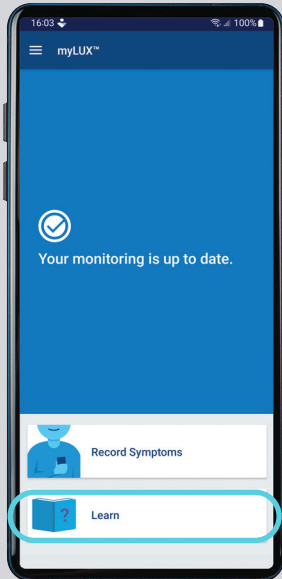 16:03 100%
myLUX™
Your monitoring is up to date.
Record Symptoms
?
Learn